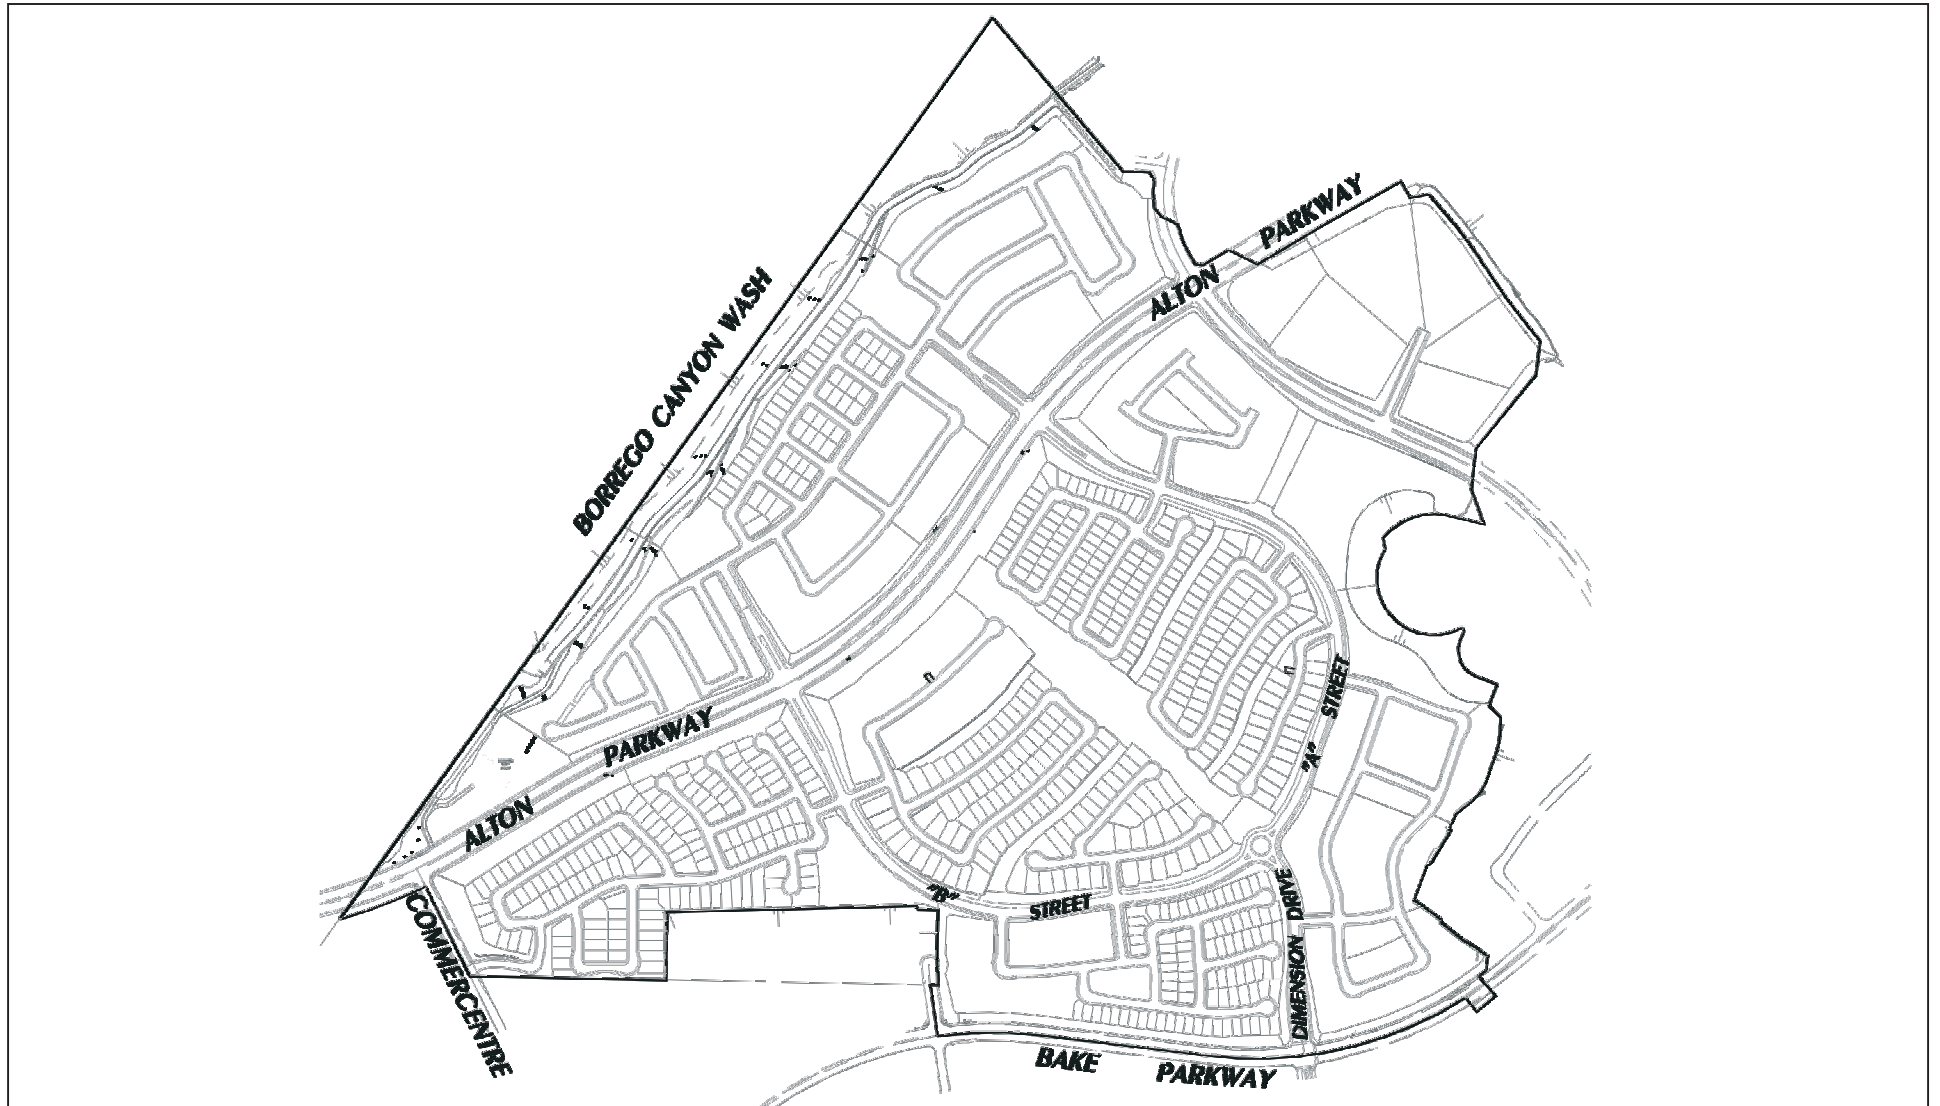 PARKWAY
ALTON
BORREGO CANYON WASH
STREET
"A"
PARKWAY
ALTON
"B"
STREET
DRIVE
DIMENSION
COMMERCENTRE
BAKE PARKWAY